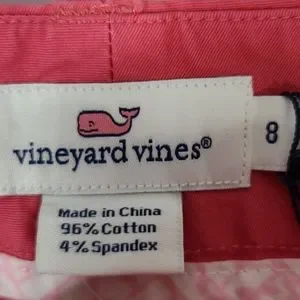 vineyard vines®
8
Made in China
96% Cotton
4% Spandex